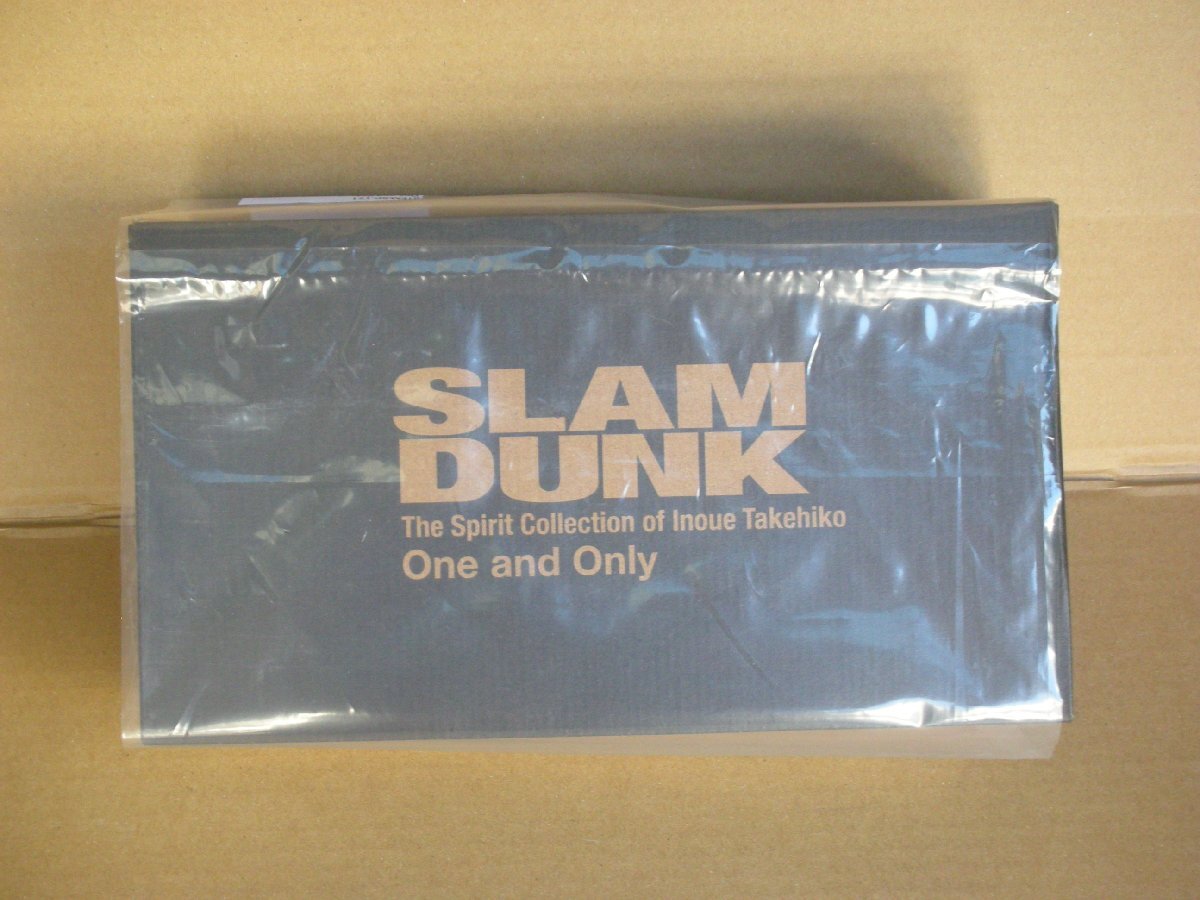 SLAM
DUNK
The Spirit Collection of Inoue Takehiko
One and Only